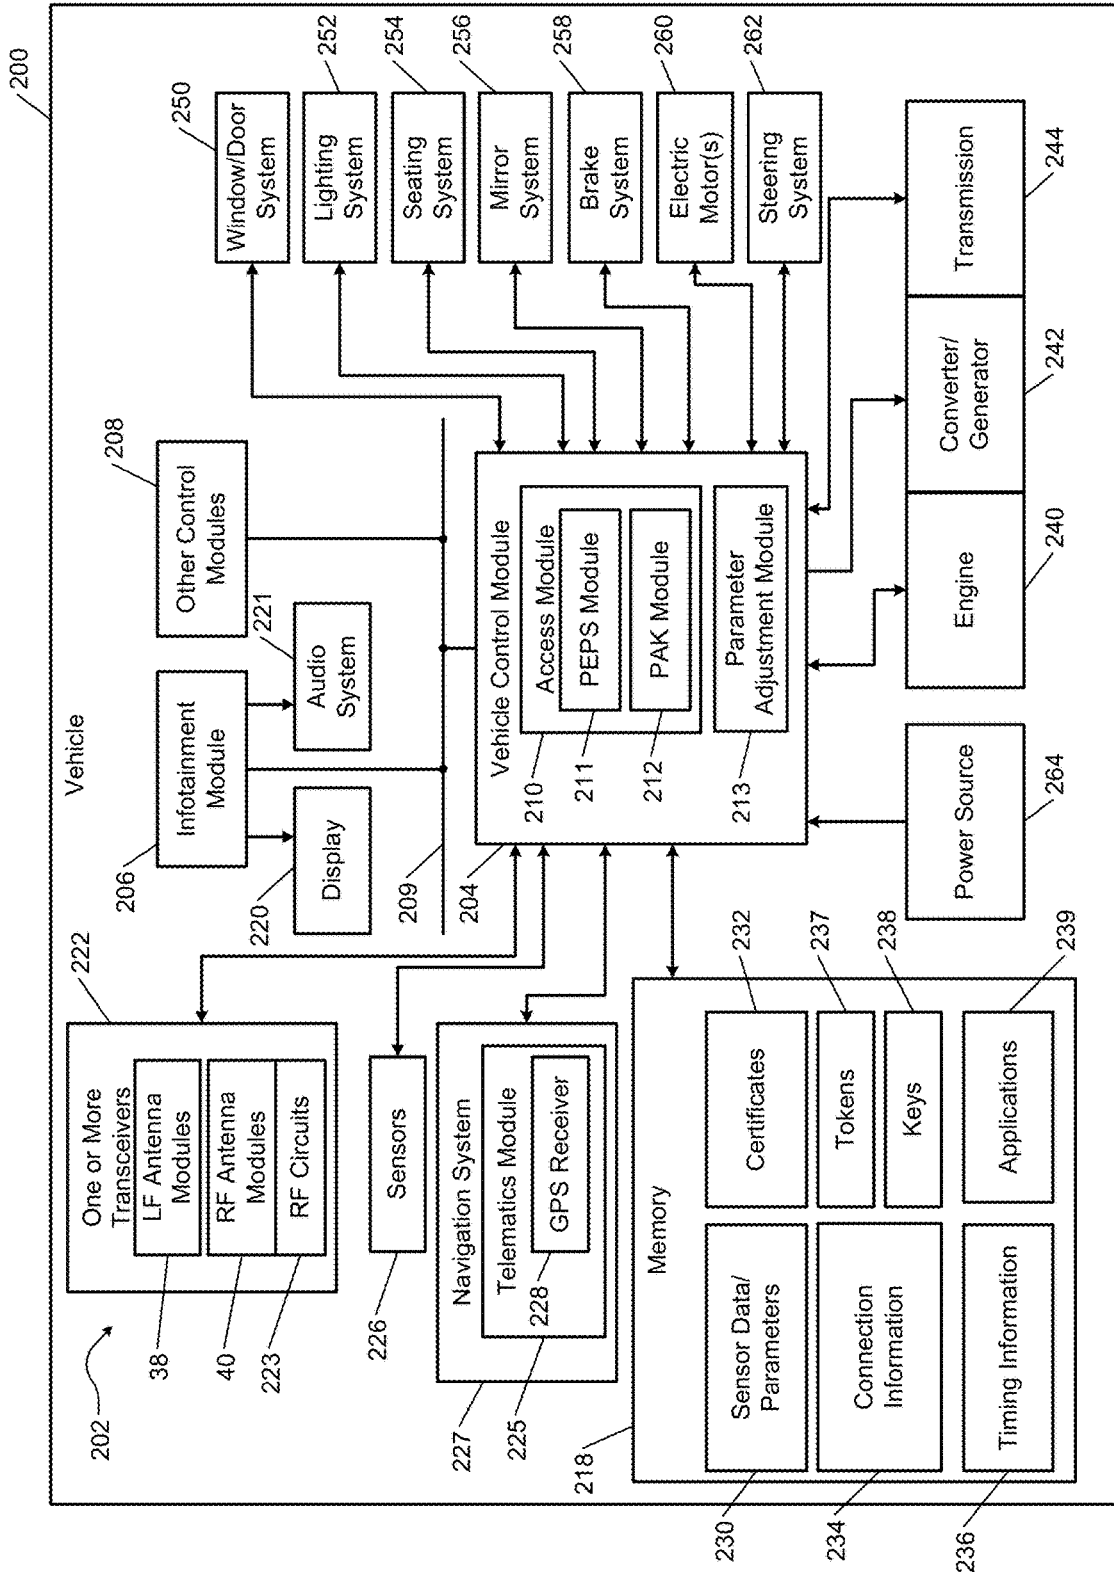 200
Vehicle
202
222
One or More
Transceivers
LF Antenna
Modules
RF Antenna
Modules
RF Circuits
38
40
223
206
Infotainment
Module
208
Other Control
Modules
220
Display
221
Audio
System
209
204
Vehicle Control Module
210
Access Module
211
PEPS Module
212
PAK Module
213
Parameter
Adjustment Module
226
Sensors
227
Navigation System
225
Telematics Module
228
GPS Receiver
218
Memory
230
Sensor Data/
Parameters
232
Certificates
234
Connection
Information
237
Tokens
238
Keys
236
Timing Information
239
Applications
250
Window/Door
System
252
Lighting
System
254
Seating
System
256
Mirror
System
258
Brake
System
260
Electric
Motor(s)
262
Steering
System
264
Power Source
240
Engine
242
Converter/
Generator
244
Transmission